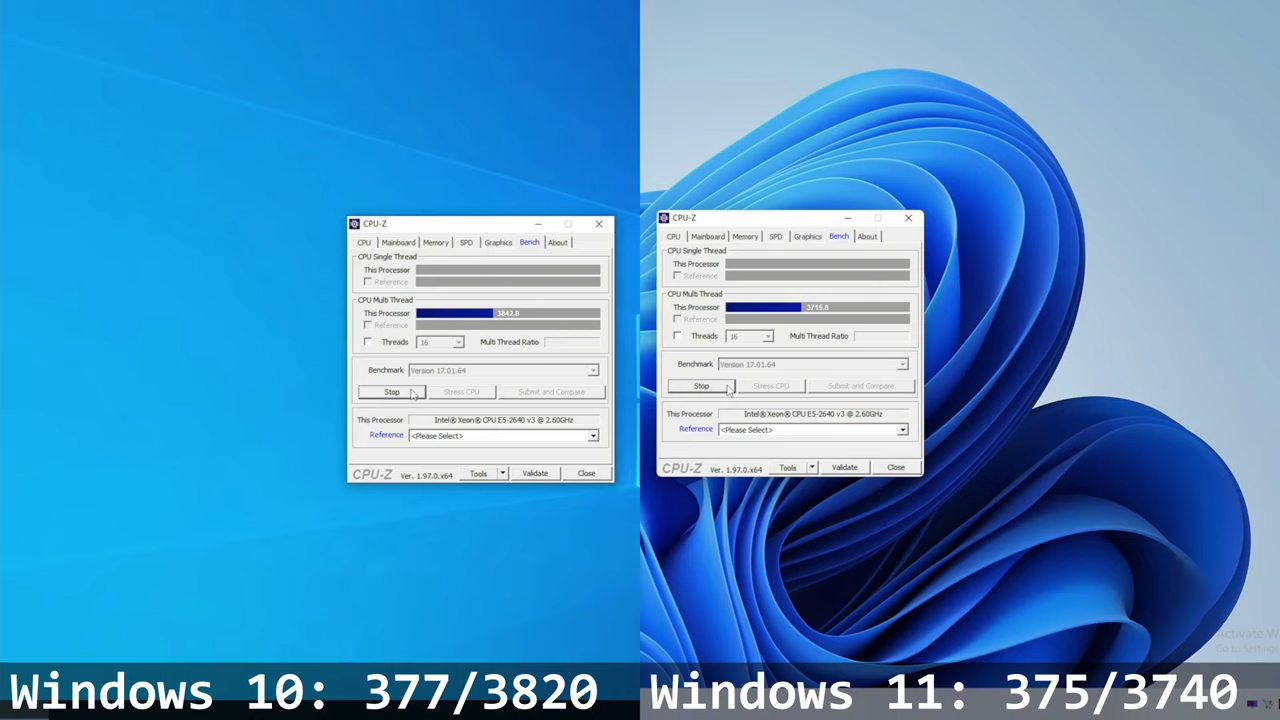 CPU-Z
CPU Mainboard Memory SPD Graphics Bench About
CPU Single Thread
This Processor
Reference
CPU Multi Thread
This Processor 3842.8
Reference
Threads 16 Multi Thread Ratio
Benchmark Version 17.01.64
Stop Stress CPU Submit and Compare
This Processor Intel® Xeon® CPU E5-2640 v3 @ 2.60GHz
Reference <Please Select>
CPU-Z Ver. 1.97.0.x64 Tools Validate Close
Windows 10: 377/3820
CPU-Z
CPU Mainboard Memory SPD Graphics Bench About
CPU Single Thread
This Processor
Reference
CPU Multi Thread
This Processor 3715.6
Reference
Threads 16 Multi Thread Ratio
Benchmark Version 17.01.64
Stop Stress CPU Submit and Compare
This Processor Intel® Xeon® CPU E5-2640 v3 @ 2.60GHz
Reference <Please Select>
CPU-Z Ver. 1.97.0.x64 Tools Validate Close
Activate W
Go to Settings
Windows 11: 375/3740